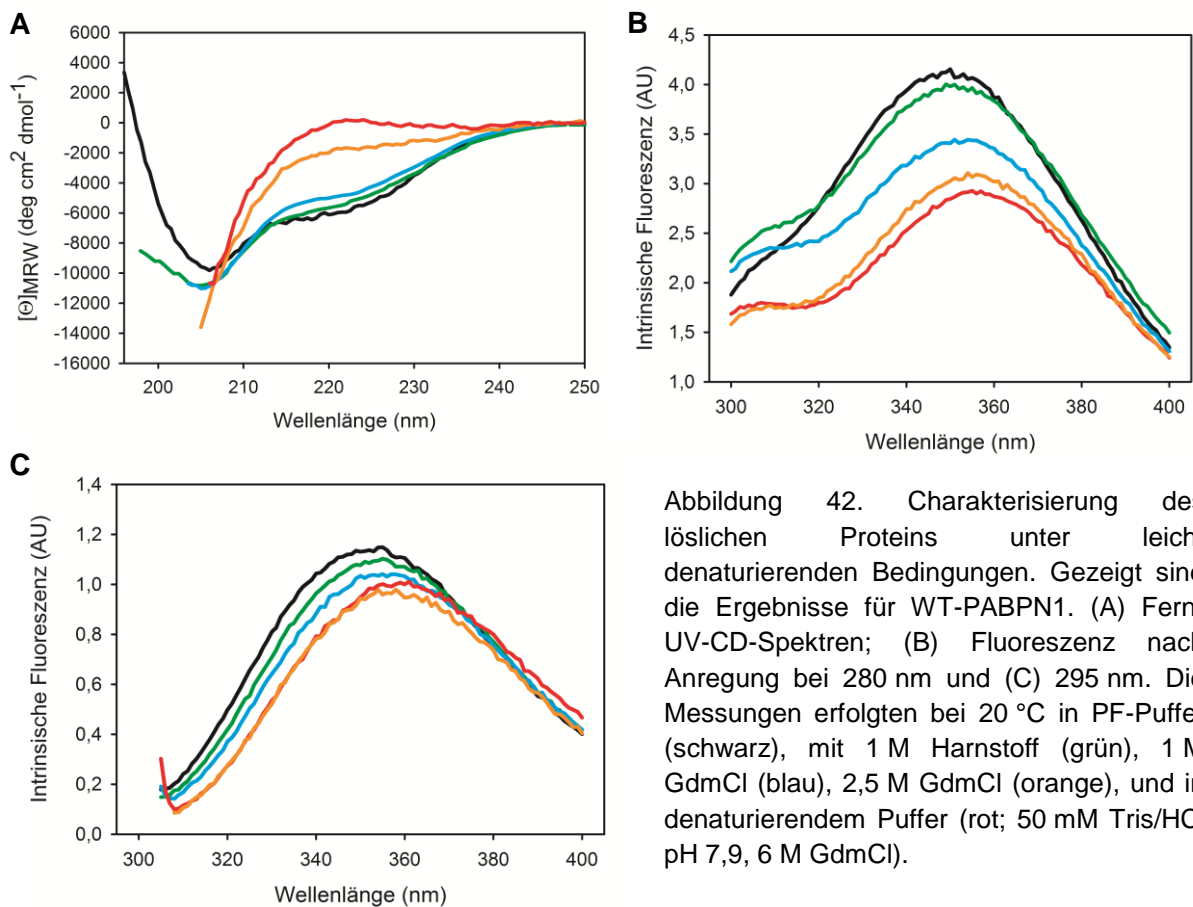 A
6000
4000
2000
0
-2000
-4000
-6000
-8000
-10000
-12000
-14000
-16000
[Θ]MRW (deg cm² dmol⁻¹)
200 210 220 230 240 250
Wellenlänge (nm)
B
4,5
4,0
3,5
3,0
2,5
2,0
1,5
1,0
Intrinsische Fluoreszenz (AU)
300 320 340 360 380 400
Wellenlänge (nm)
C
1,4
1,2
1,0
0,8
0,6
0,4
0,2
0,0
Intrinsische Fluoreszenz (AU)
300 320 340 360 380 400
Wellenlänge (nm)
Abbildung 42. Charakterisierung des
löslichen Proteins unter leich
denaturierenden Bedingungen. Gezeigt sind
die Ergebnisse für WT-PABPN1. (A) Fern
UV-CD-Spektren; (B) Fluoreszenz nach
Anregung bei 280 nm und (C) 295 nm. Die
Messungen erfolgten bei 20 °C in PF-Puffer
(schwarz), mit 1 M Harnstoff (grün), 1 M
GdmCl (blau), 2,5 M GdmCl (orange), und in
denaturierendem Puffer (rot; 50 mM Tris/HC
pH 7,9, 6 M GdmCl).